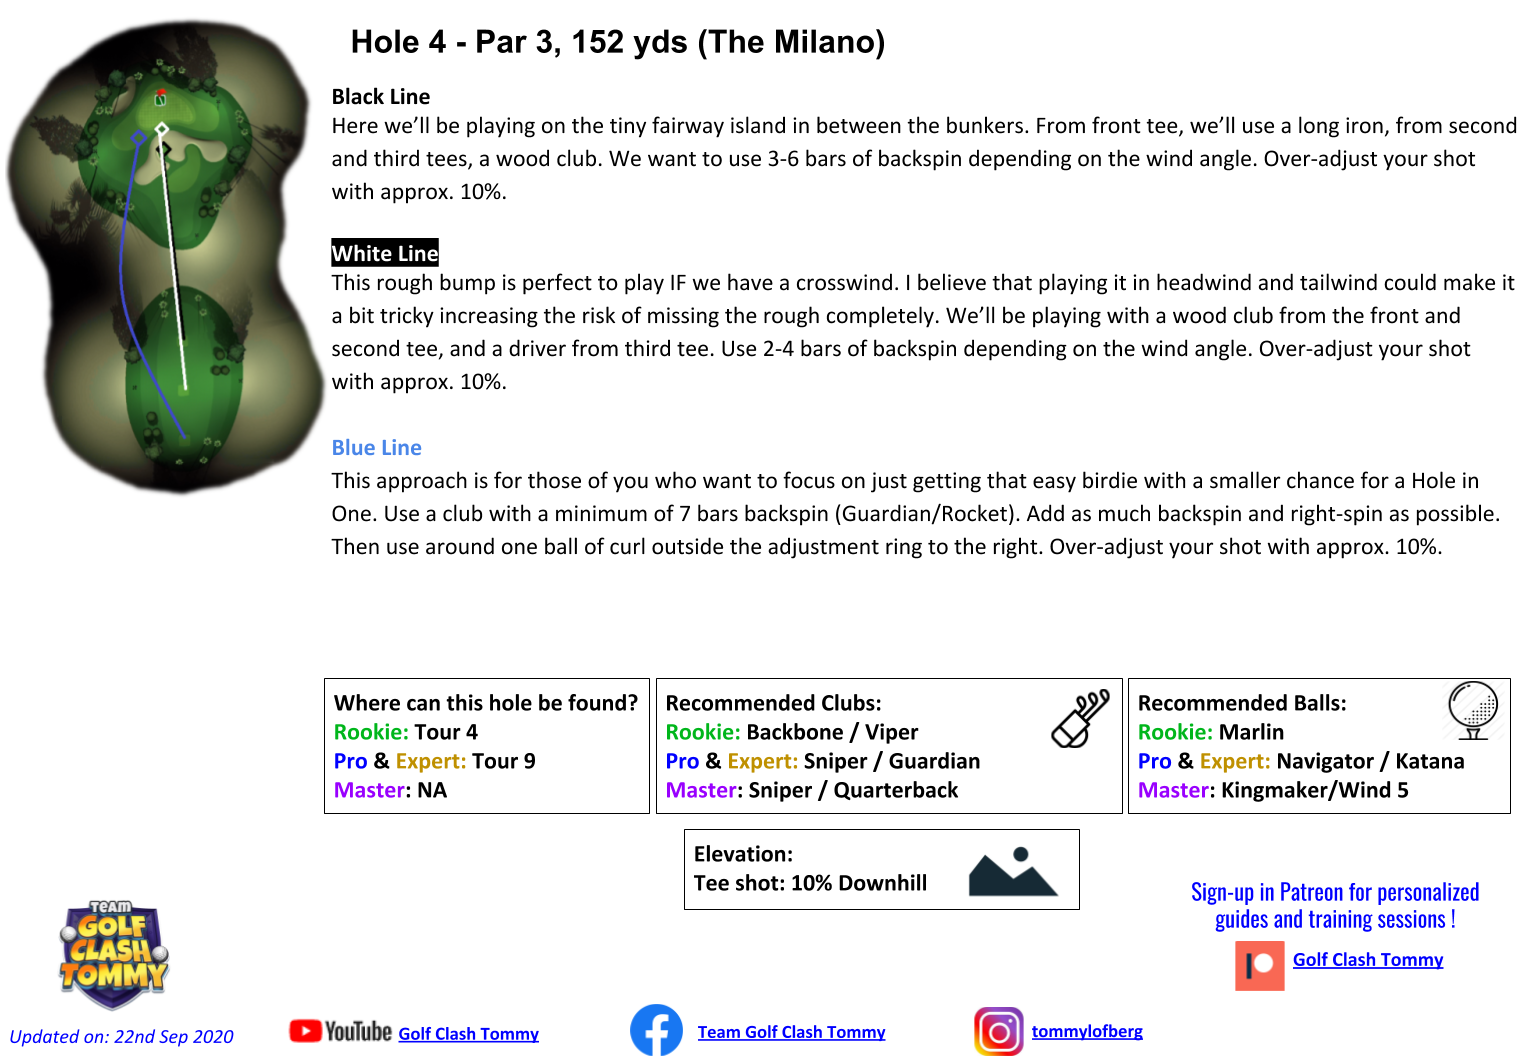 Hole 4 - Par 3, 152 yds (The Milano)
Black Line
Here we’ll be playing on the tiny fairway island in between the bunkers. From front tee, we’ll use a long iron, from second
and third tees, a wood club. We want to use 3-6 bars of backspin depending on the wind angle. Over-adjust your shot
with approx. 10%.
White Line
This rough bump is perfect to play IF we have a crosswind. I believe that playing it in headwind and tailwind could make it
a bit tricky increasing the risk of missing the rough completely. We’ll be playing with a wood club from the front and
second tee, and a driver from third tee. Use 2-4 bars of backspin depending on the wind angle. Over-adjust your shot
with approx. 10%.
Blue Line
This approach is for those of you who want to focus on just getting that easy birdie with a smaller chance for a Hole in
One. Use a club with a minimum of 7 bars backspin (Guardian/Rocket). Add as much backspin and right-spin as possible.
Then use around one ball of curl outside the adjustment ring to the right. Over-adjust your shot with approx. 10%.
Where can this hole be found?
Rookie: Tour 4
Pro & Expert: Tour 9
Master: NA
Recommended Clubs:
Rookie: Backbone / Viper
Pro & Expert: Sniper / Guardian
Master: Sniper / Quarterback
Recommended Balls:
Rookie: Marlin
Pro & Expert: Navigator / Katana
Master: Kingmaker/Wind 5
Elevation:
Tee shot: 10% Downhill
Sign-up in Patreon for personalized
guides and training sessions !
Golf Clash Tommy
TEAM
GOLF
CLASH
TOMMY
Updated on: 22nd Sep 2020
YouTube Golf Clash Tommy
Team Golf Clash Tommy
tommylofberg